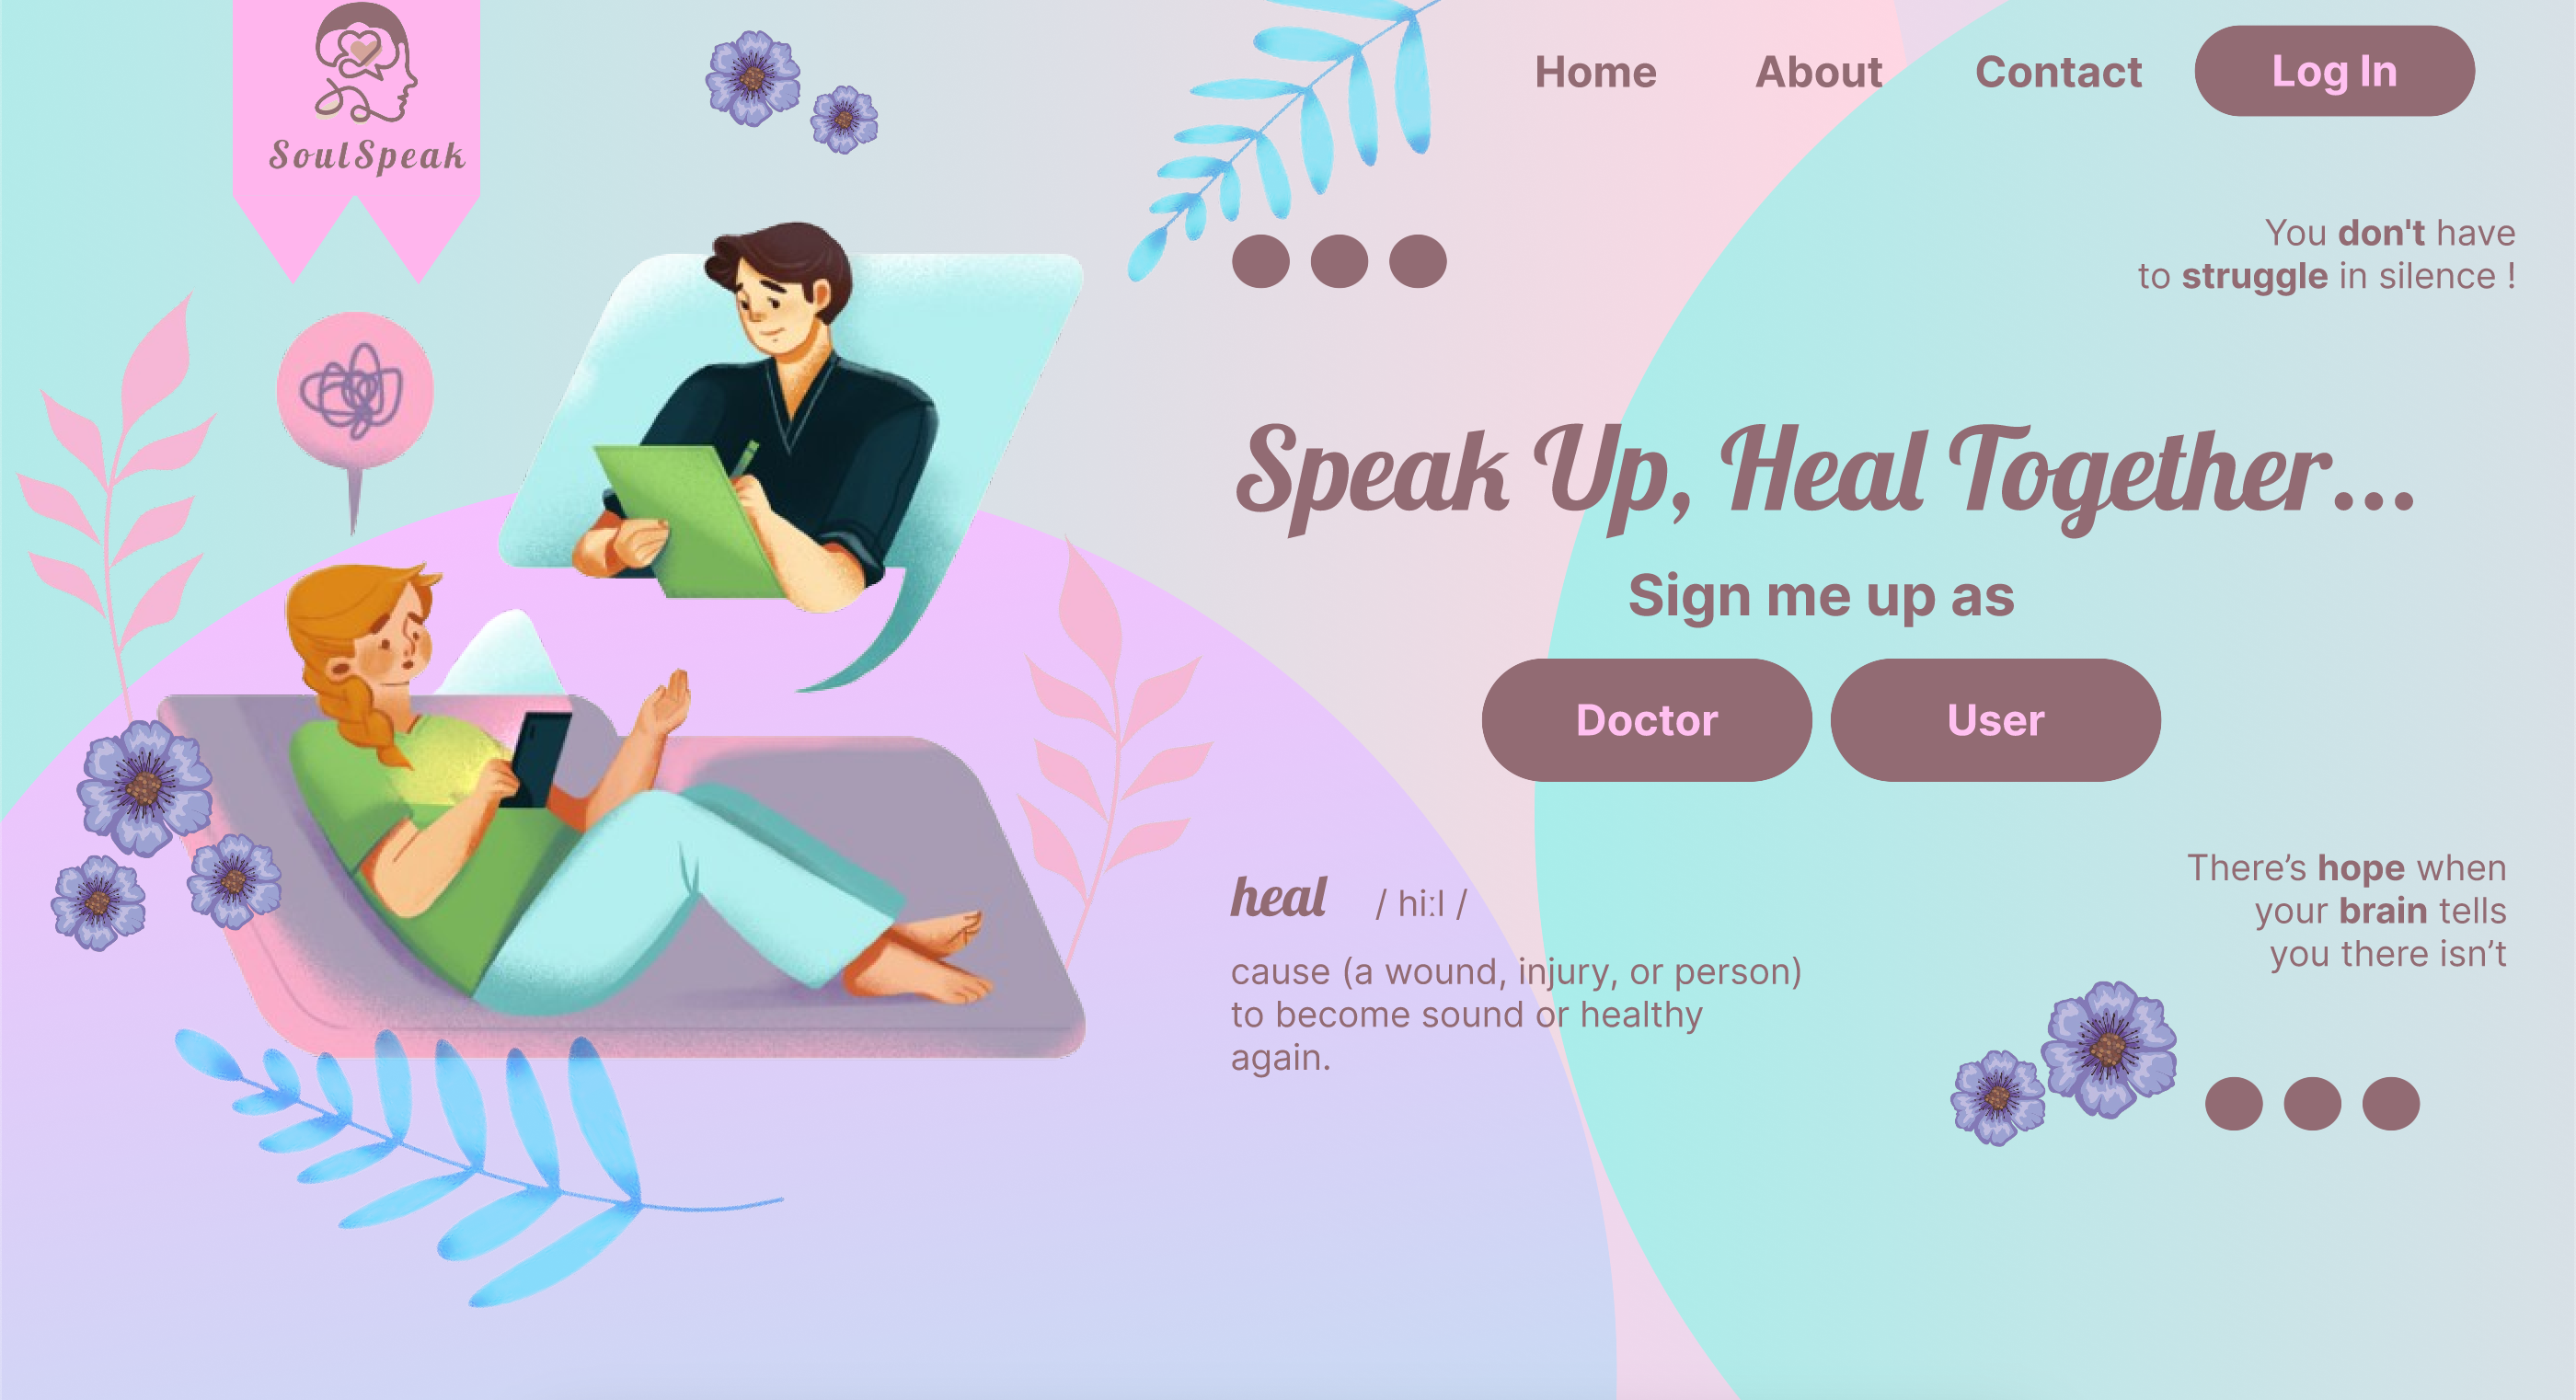 SoulSpeak
Home
About
Contact
Log In
You don't have
to struggle in silence !
Speak Up, Heal Together...
Sign me up as
Doctor
User
heal / hi:l /
cause (a wound, injury, or person)
to become sound or healthy
again.
There’s hope when
your brain tells
you there isn’t